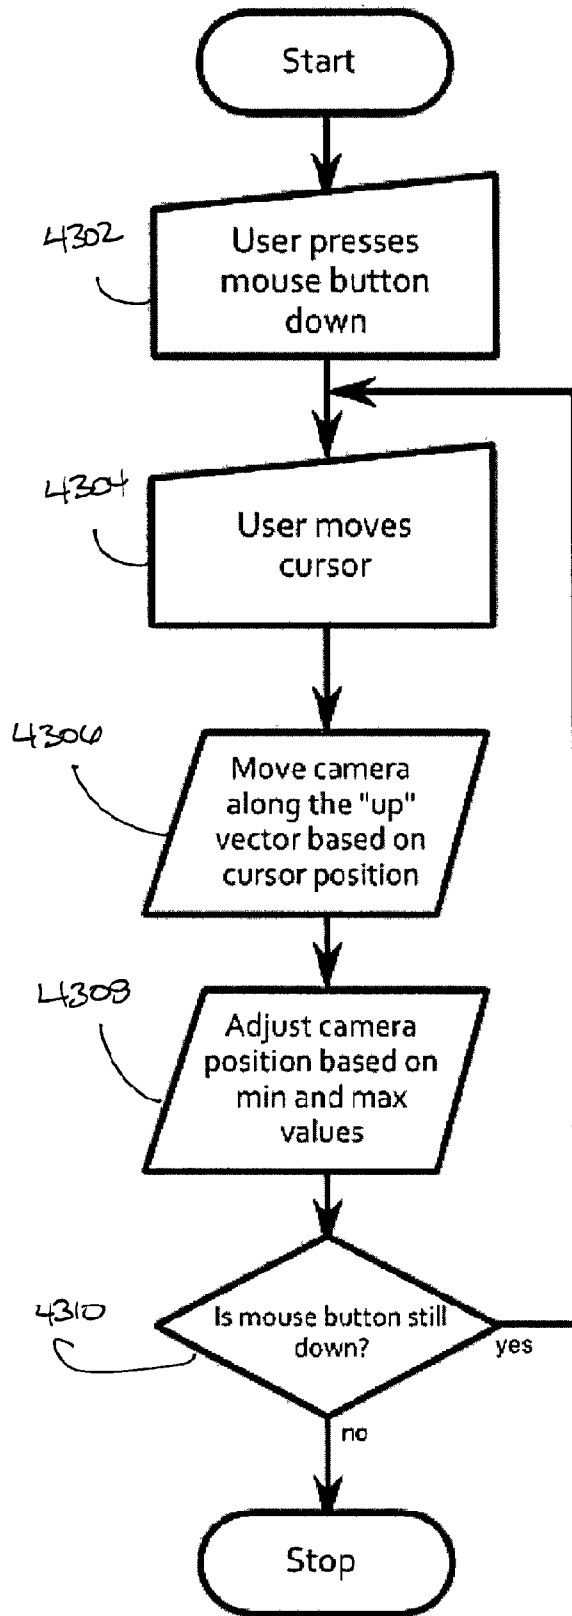 Start
4302
User presses
mouse button
down
4304
User moves
cursor
4306
Move camera
along the "up"
vector based on
cursor position
4308
Adjust camera
position based on
min and max
values
4310
Is mouse button still
down?
yes
no
Stop